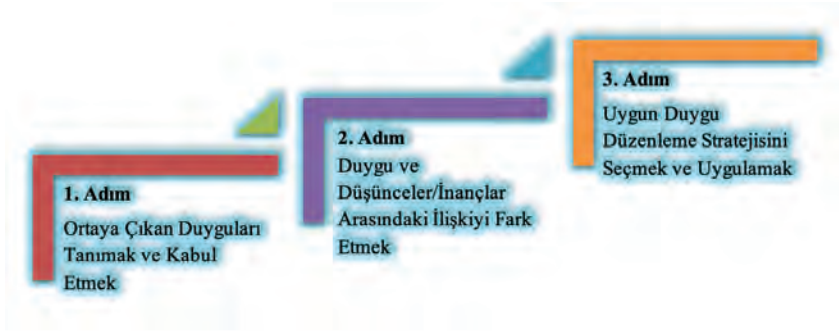 1. Adım
Ortaya Çıkan Duyguları
Tanımak ve Kabul
Etmek
2. Adım
Duygu ve
Düşünceler/İnançlar
Arasındaki İlişkiyi Fark
Etmek
3. Adım
Uygun Duygu
Düzenleme Stratejisini
Seçmek ve Uygulamak